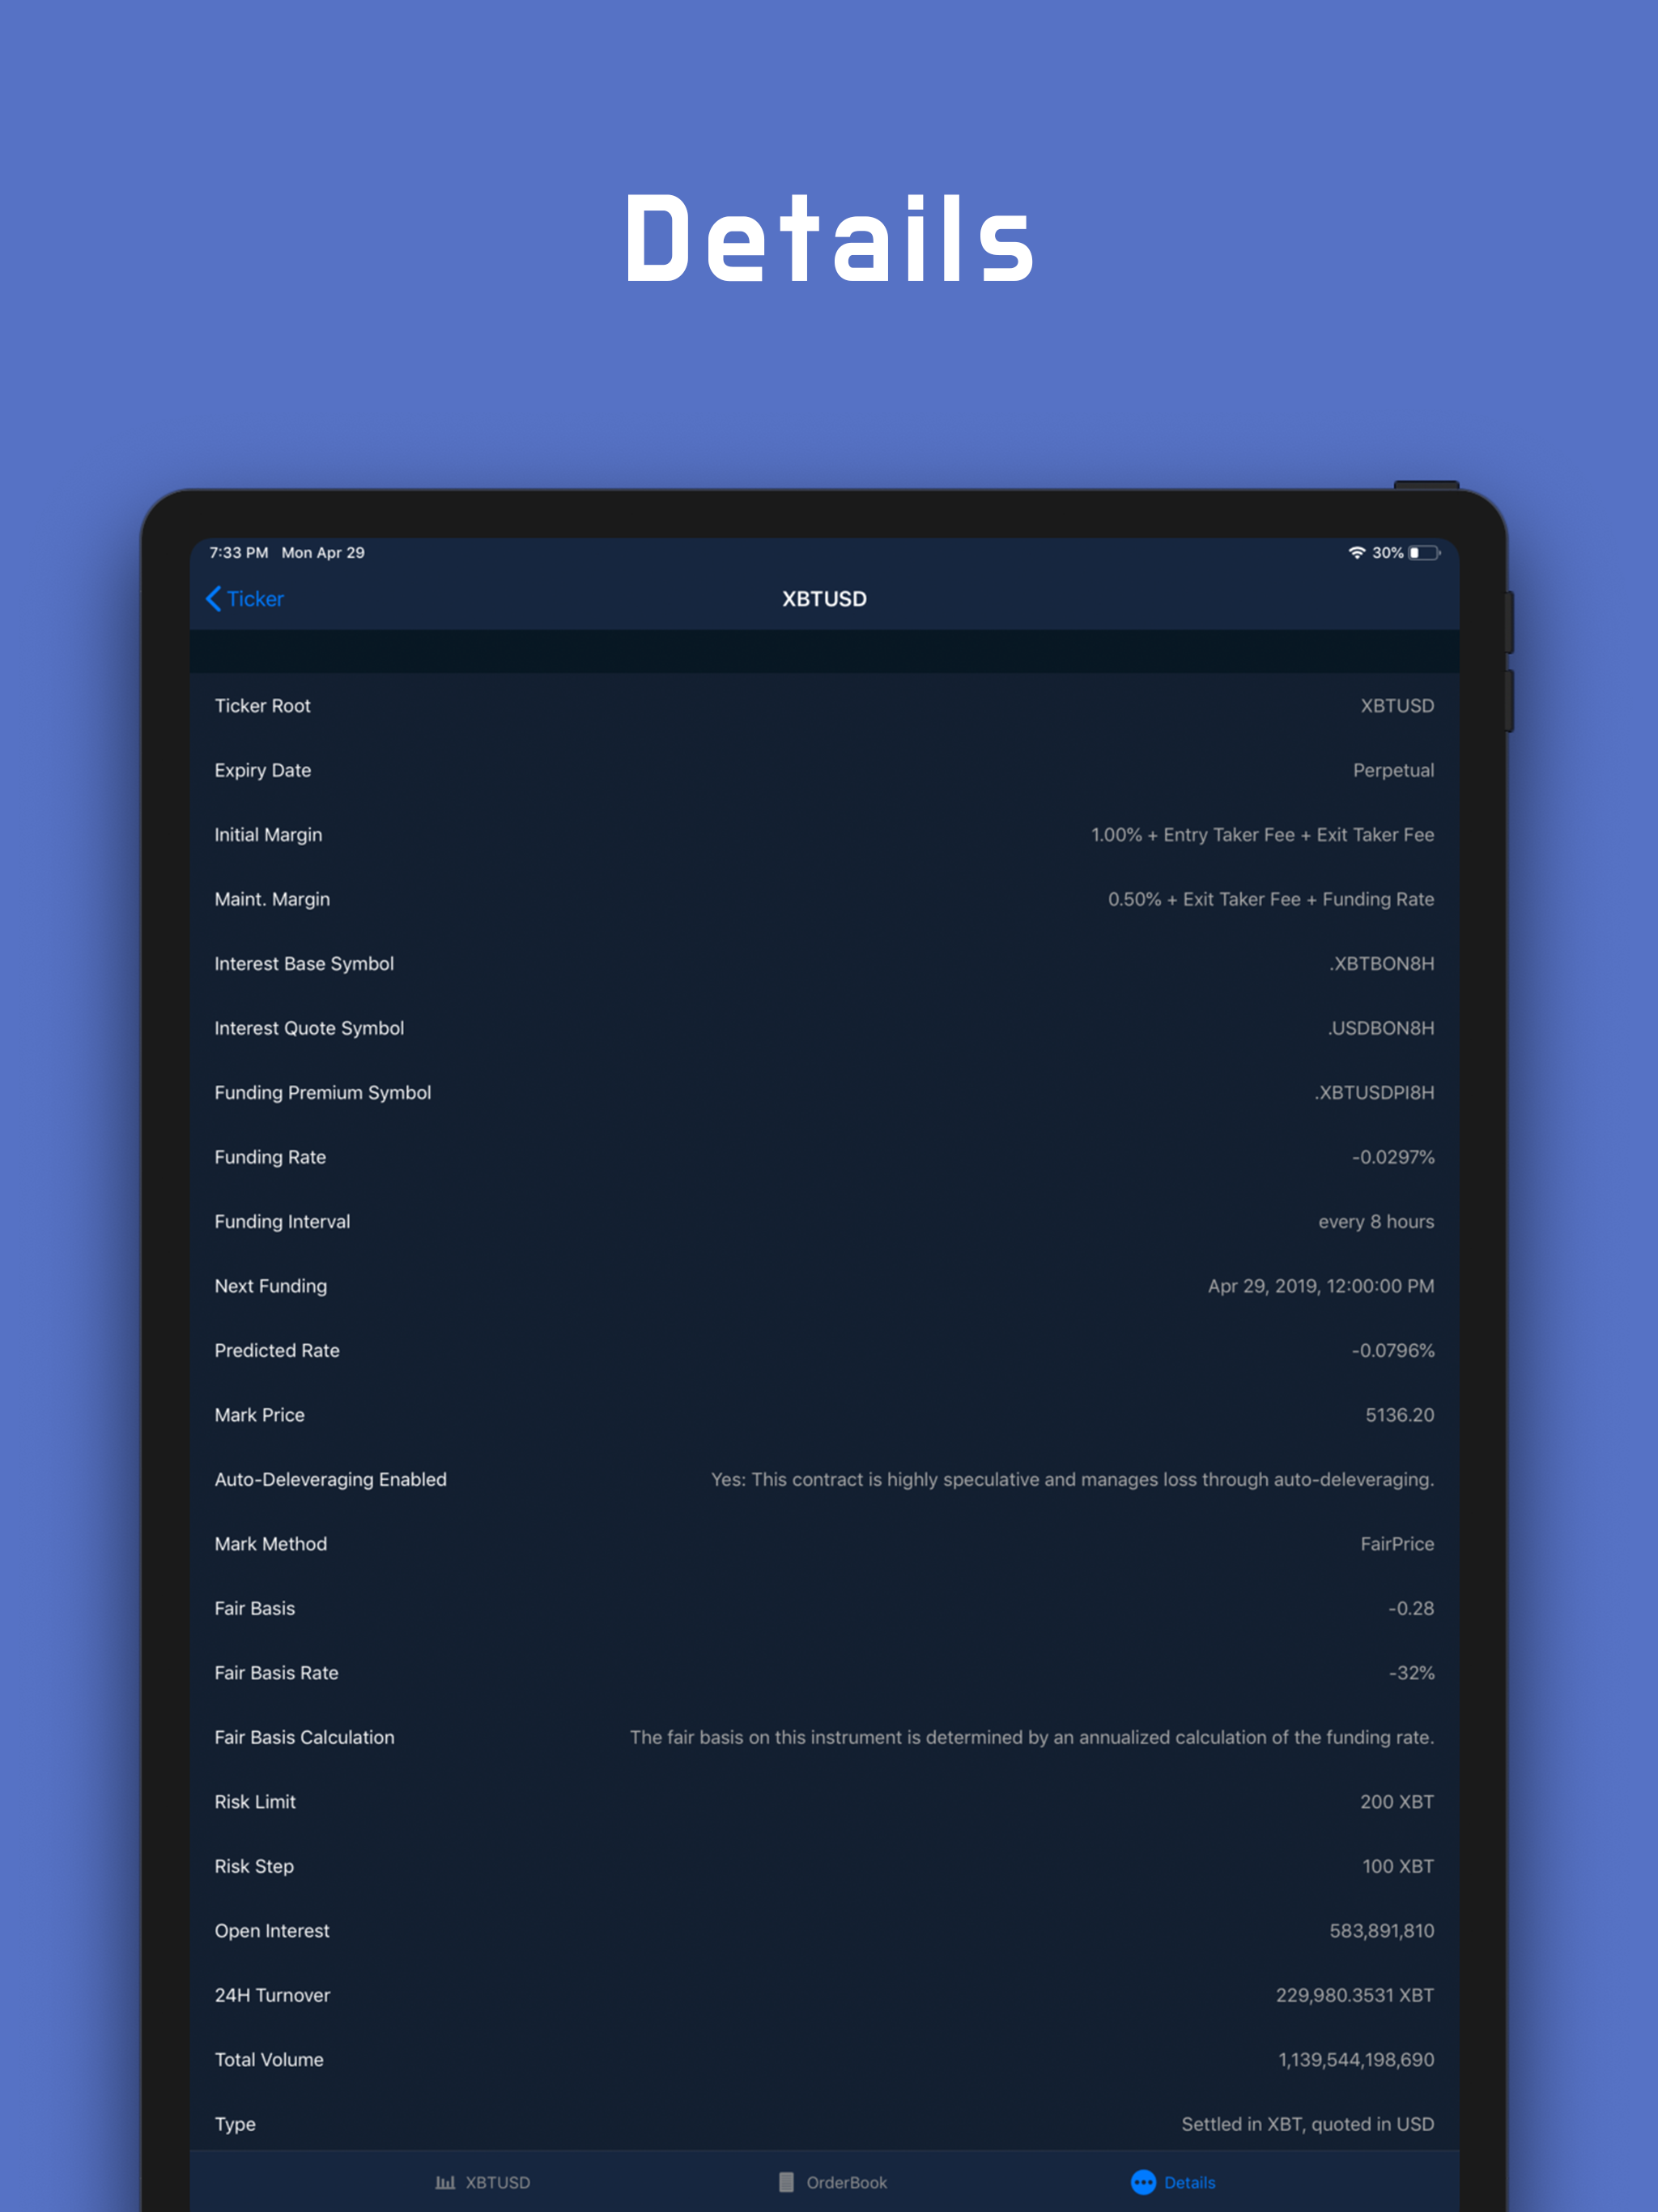 Details
7:33 PM Mon Apr 29 30%
Ticker XBTUSD
Ticker Root XBTUSD
Expiry Date Perpetual
Initial Margin 1.00% + Entry Taker Fee + Exit Taker Fee
Maint. Margin 0.50% + Exit Taker Fee + Funding Rate
Interest Base Symbol .XBTBON8H
Interest Quote Symbol .USDBON8H
Funding Premium Symbol .XBTUSDPI8H
Funding Rate -0.0297%
Funding Interval every 8 hours
Next Funding Apr 29, 2019, 12:00:00 PM
Predicted Rate -0.0796%
Mark Price 5136.20
Auto-Deleveraging Enabled Yes: This contract is highly speculative and manages loss through auto-deleveraging.
Mark Method FairPrice
Fair Basis -0.28
Fair Basis Rate -32%
Fair Basis Calculation The fair basis on this instrument is determined by an annualized calculation of the funding rate.
Risk Limit 200 XBT
Risk Step 100 XBT
Open Interest 583,891,810
24H Turnover 229,980.3531 XBT
Total Volume 1,139,544,198,690
Type Settled in XBT, quoted in USD
XBTUSD OrderBook Details